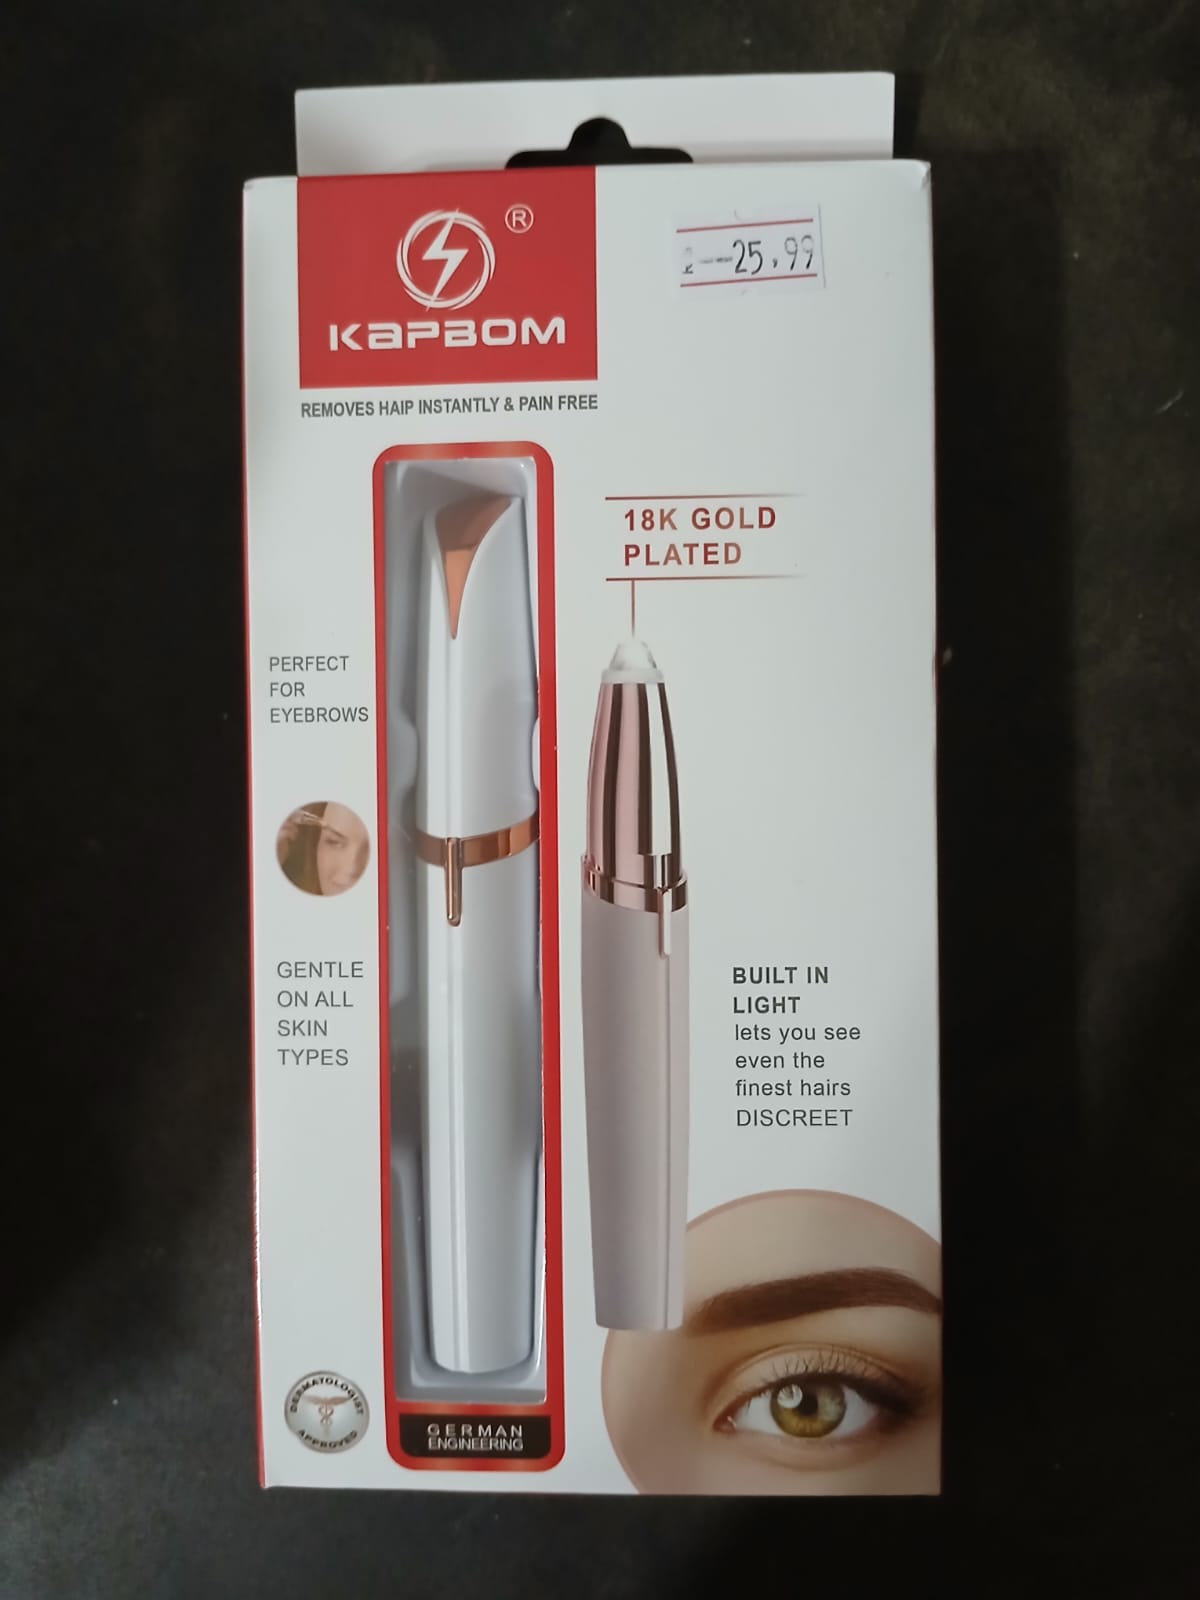 ®
KAPBOM
25,99
REMOVES HAIP INSTANTLY & PAIN FREE
18K GOLD
PLATED
PERFECT
FOR
EYEBROWS
GENTLE
ON ALL
SKIN
TYPES
BUILT IN
LIGHT
lets you see
even the
finest hairs
DISCREET
DERMATOLOGIST
APPROVED
GERMAN
ENGINEERING